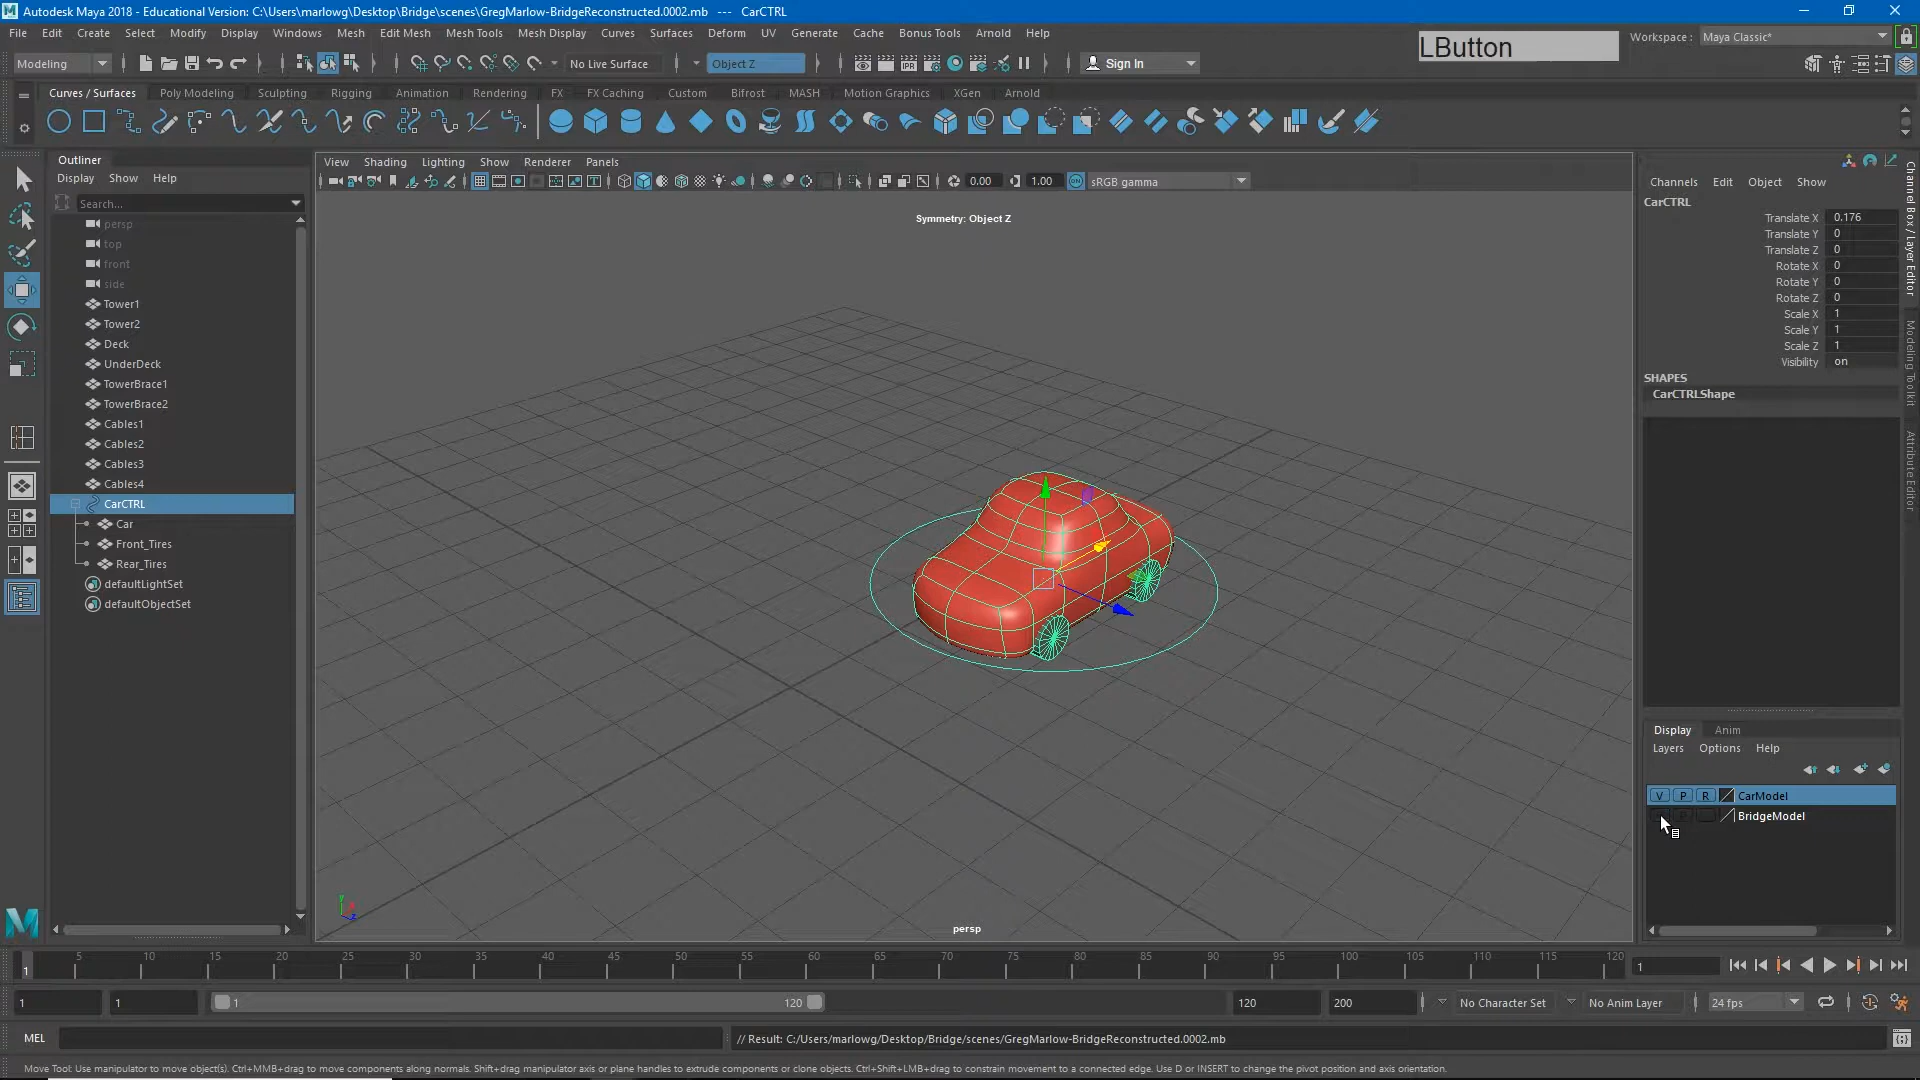 Autodesk Maya 2018 - Educational Version: C:\Users\marlowg\Desktop\Bridge\scenes\GregMarlow-BridgeReconstructed.0002.mb --- CarCTRL
File Edit Create Select Modify Display Windows Mesh Edit Mesh Mesh Tools Mesh Display Curves Surfaces Deform UV Generate Cache Bonus Tools Arnold Help
LButton
Workspace : Maya Classic*
Modeling
No Live Surface
Object Z
Sign In
Curves / Surfaces Poly Modeling Sculpting Rigging Animation Rendering FX FX Caching Custom Bifrost MASH Motion Graphics XGen Arnold
Outliner
Display Show Help
Search...
persp
top
front
side
Tower1
Tower2
Deck
UnderDeck
TowerBrace1
TowerBrace2
Cables1
Cables2
Cables3
Cables4
CarCTRL
Car
Front_Tires
Rear_Tires
defaultLightSet
defaultObjectSet
View Shading Lighting Show Renderer Panels
0.00 1.00 sRGB gamma
Symmetry: Object Z
persp
Channels Edit Object Show
CarCTRL
Translate X 0.176
Translate Y 0
Translate Z 0
Rotate X 0
Rotate Y 0
Rotate Z 0
Scale X 1
Scale Y 1
Scale Z 1
Visibility on
SHAPES
CarCTRLShape
Channel Box / Layer Editor
Modeling Toolkit
Attribute Editor
Display Anim
Layers Options Help
V P R CarModel
BridgeModel
1 5 10 15 20 25 30 35 40 45 50 55 60 65 70 75 80 85 90 95 100 105 110 115 120 1
1 1 1 120 120 200 No Character Set No Anim Layer 24 fps
MEL // Result: C:/Users/marlowg/Desktop/Bridge/scenes/GregMarlow-BridgeReconstructed.0002.mb
Move Tool: Use manipulator to move object(s). Ctrl+MMB+drag to move components along normals. Shift+drag manipulator axis or plane handles to extrude components or clone objects. Ctrl+Shift+LMB+drag to constrain movement to a connected edge. Use D or INSERT to change the pivot position and axis orientation.